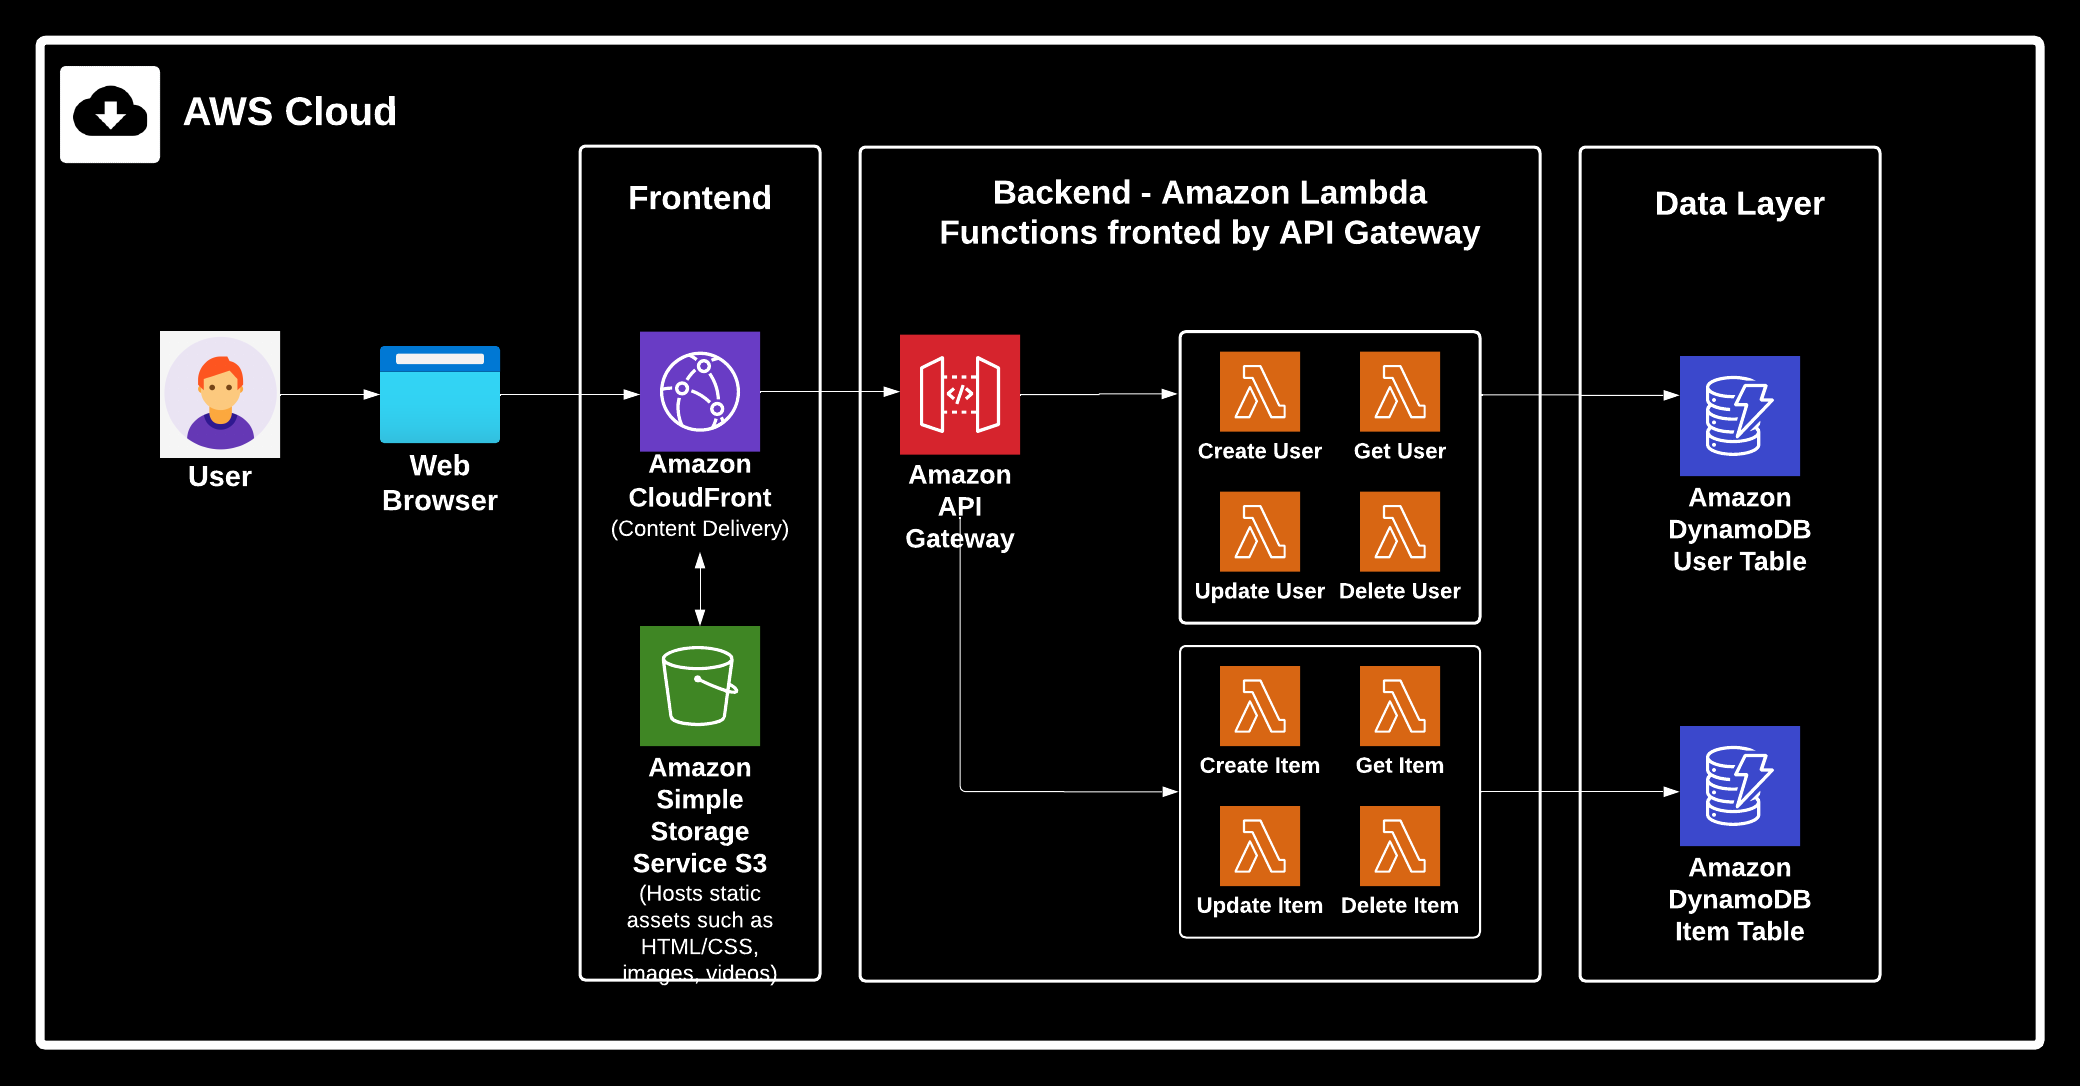 AWS Cloud
Frontend
Backend - Amazon Lambda
Functions fronted by API Gateway
Data Layer
User
Web
Browser
Amazon
CloudFront
(Content Delivery)
Amazon
Simple
Storage
Service S3
(Hosts static
assets such as
HTML/CSS,
images, videos)
Amazon
API
Gateway
Create User
Get User
Update User
Delete User
Create Item
Get Item
Update Item
Delete Item
Amazon
DynamoDB
User Table
Amazon
DynamoDB
Item Table